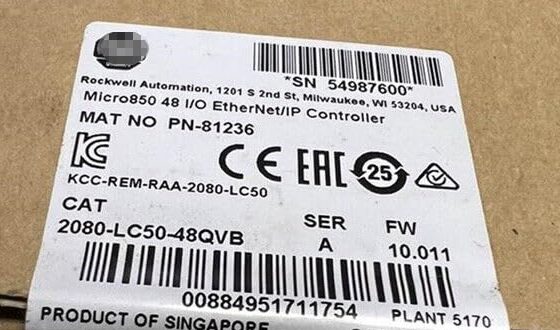 *SN 54987600*
Rockwell Automation, 1201 S 2nd St, Milwaukee, WI 53204, USA
Micro850 48 I/O EtherNet/IP Controller
MAT NO PN-81236
CE EAC 25
KCC-REM-RAA-2080-LC50
CAT SER FW
2080-LC50-48QVB A 10.011
00884951711754 PLANT 5170
PRODUCT OF SINGAPORE